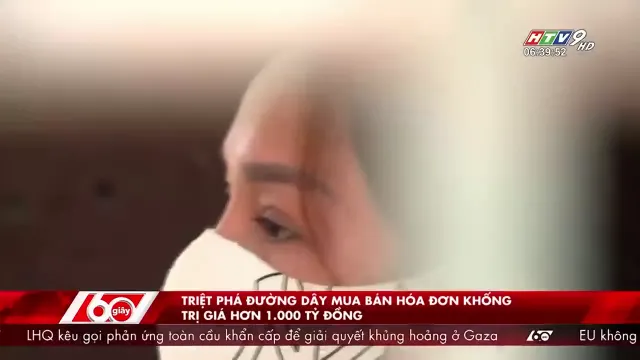 HTV9 HD
06:39:52
60 giây
TRIỆT PHÁ ĐƯỜNG DÂY MUA BÁN HÓA ĐƠN KHỐNG
TRỊ GIÁ HƠN 1.000 TỶ ĐỒNG
LHQ kêu gọi phản ứng toàn cầu khẩn cấp để giải quyết khủng hoảng ở Gaza 60 EU không